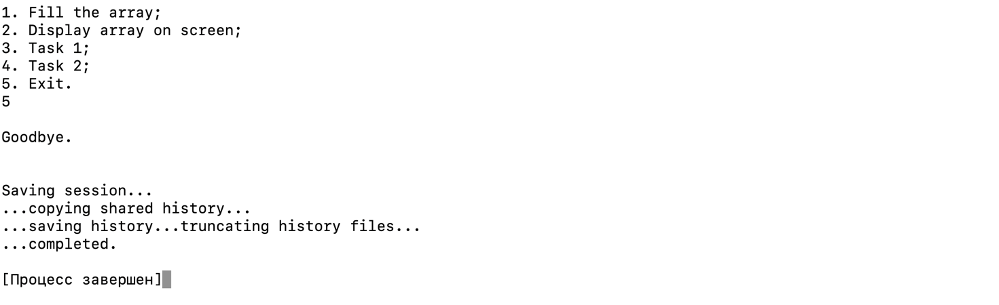 1. Fill the array;
2. Display array on screen;
3. Task 1;
4. Task 2;
5. Exit.
5
Goodbye.
Saving session...
...copying shared history...
...saving history...truncating history files...
...completed.
[Процесс завершен]